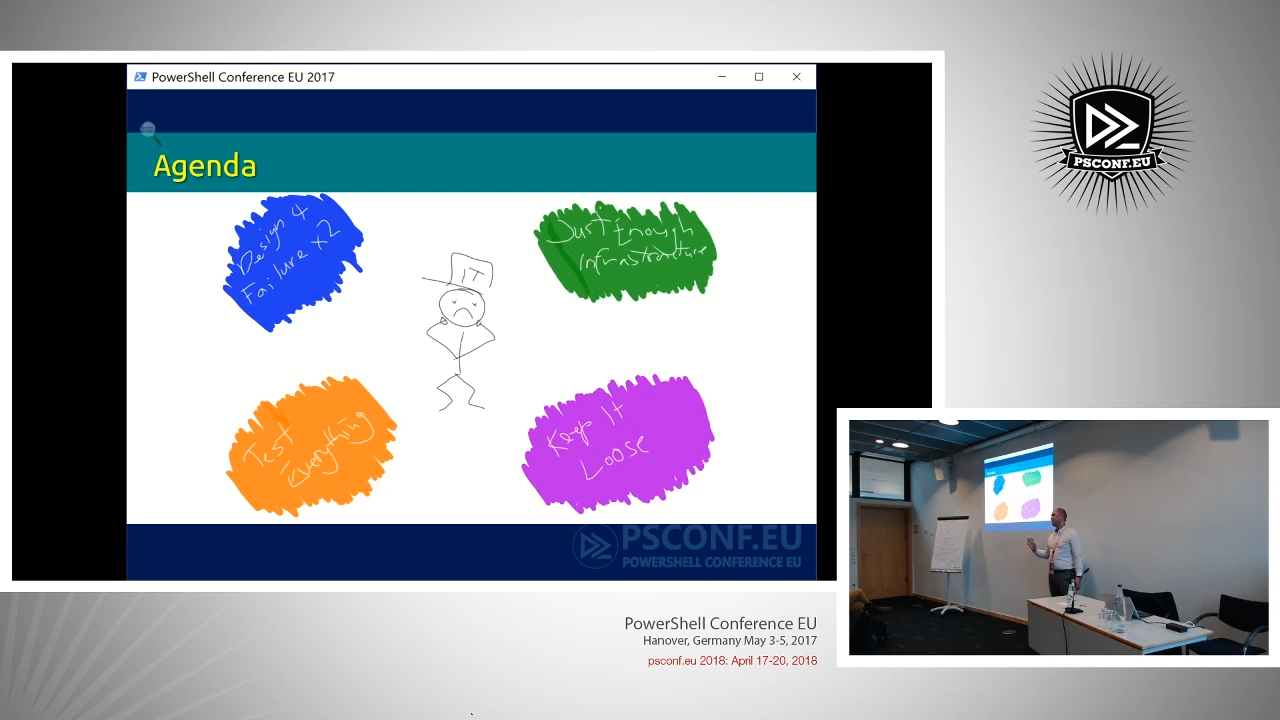 PowerShell Conference EU 2017
Agenda
Design 4
Failure x2
Just Enough
Infrastructure
IT
Test
Everything
Keep It
Loose
PSCONF.EU
POWERSHELL CONFERENCE EU
PSCONF.EU
PowerShell Conference EU
Hanover, Germany May 3-5, 2017
psconf.eu 2018: April 17-20, 2018